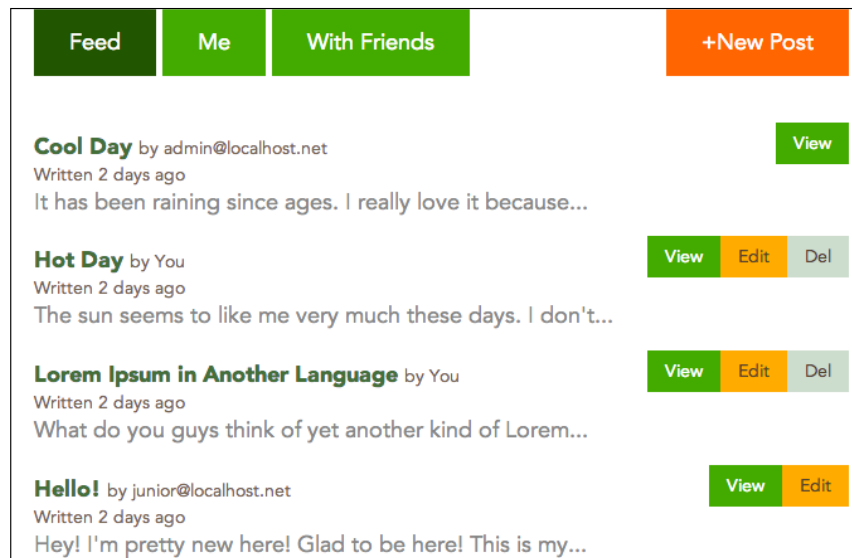 Feed Me With Friends +New Post
Cool Day by admin@localhost.net View
Written 2 days ago
It has been raining since ages. I really love it because...
Hot Day by You View Edit Del
Written 2 days ago
The sun seems to like me very much these days. I don't...
Lorem Ipsum in Another Language by You View Edit Del
Written 2 days ago
What do you guys think of yet another kind of Lorem...
Hello! by junior@localhost.net View Edit
Written 2 days ago
Hey! I'm pretty new here! Glad to be here! This is my...